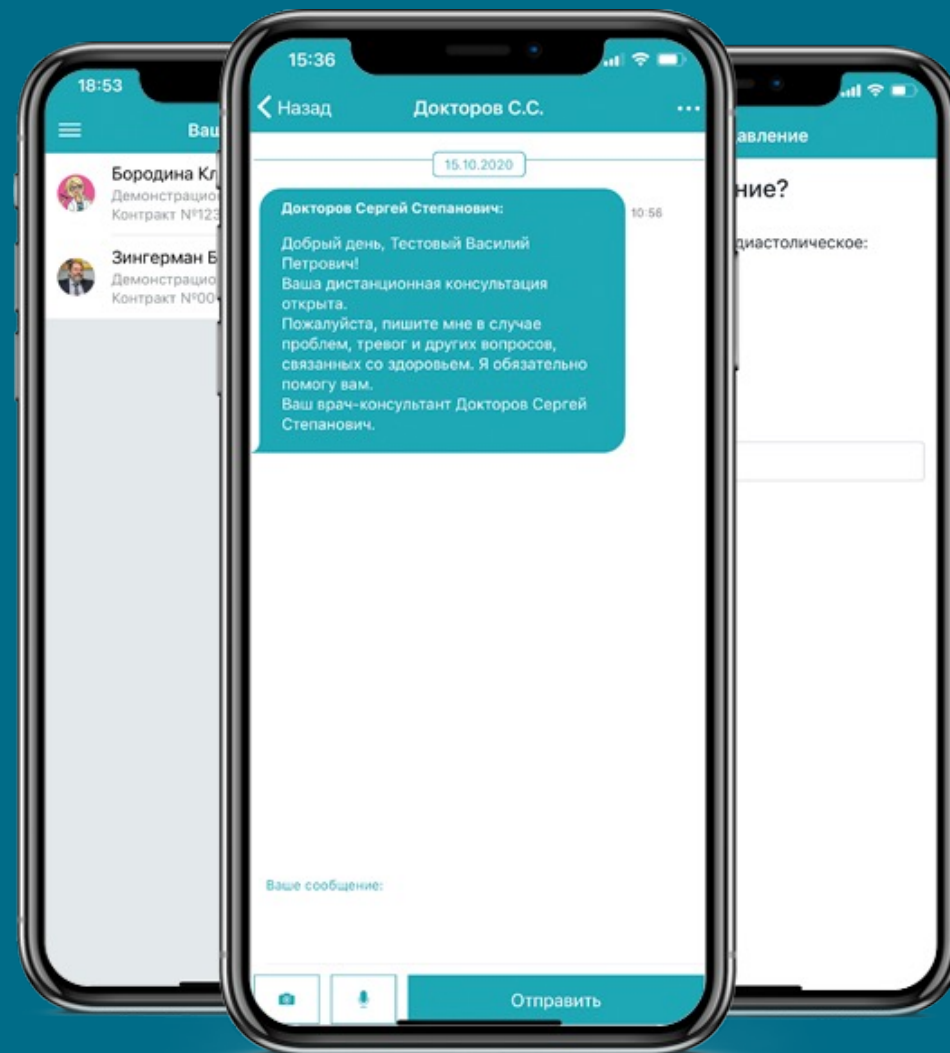 18:53
Ваш
Бородина Кл
Демонстрацион
Контракт №123
Зингерман Б
Демонстрацио
Контракт №00
15:36
Назад
Докторов С.С.
15.10.2020
Докторов Сергей Степанович:
10:56
Добрый день, Тестовый Василий
Петрович!
Ваша дистанционная консультация
открыта.
Пожалуйста, пишите мне в случае
проблем, тревог и других вопросов,
связанных со здоровьем. Я обязательно
помогу вам.
Ваш врач-консультант Докторов Сергей
Степанович.
Ваше сообщение:
Отправить
авление
ние?
диастолическое: